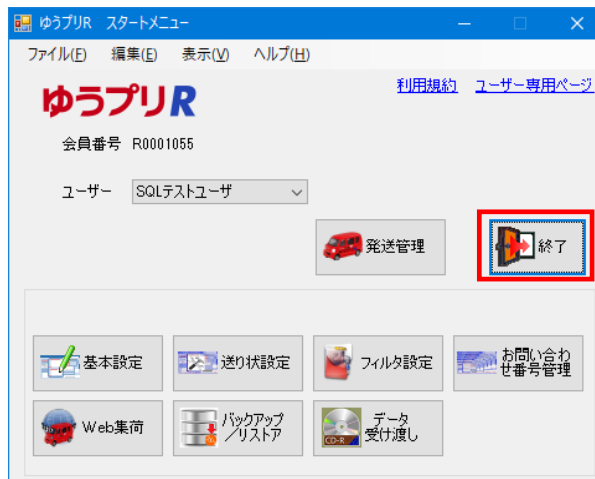 ゆうプリR スタートメニュー
ファイル(F) 編集(E) 表示(V) ヘルプ(H)
利用規約 ユーザー専用ページ
ゆうプリR
会員番号 R0001055
ユーザー SQLテストユーザ
発送管理
終了
基本設定
送り状設定
フィルタ設定
お問い合わ
せ番号管理
Web集荷
バックアップ
／リストア
CD-R
データ
受け渡し